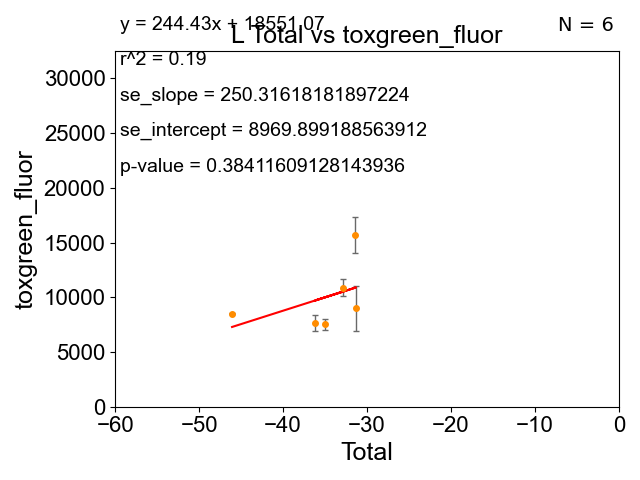 y = 244.43x + 18551.07
N = 6
L Total vs toxgreen_fluor
r^2 = 0.19
se_slope = 250.31618181897224
se_intercept = 8969.899188563912
p-value = 0.38411609128143936
toxgreen_fluor
30000
25000
20000
15000
10000
5000
0
−60 −50 −40 −30 −20 −10 0
Total